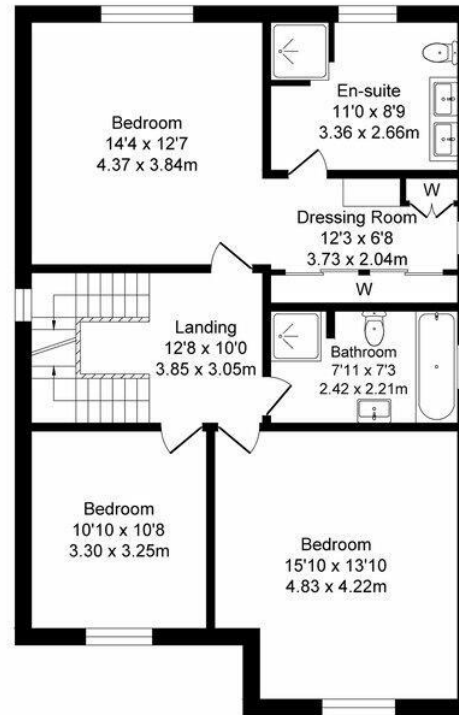 Bedroom
14'4 x 12'7
4.37 x 3.84m
En-suite
11'0 x 8'9
3.36 x 2.66m
W
Dressing Room
12'3 x 6'8
3.73 x 2.04m
W
Landing
12'8 x 10'0
3.85 x 3.05m
Bathroom
7'11 x 7'3
2.42 x 2.21m
Bedroom
10'10 x 10'8
3.30 x 3.25m
Bedroom
15'10 x 13'10
4.83 x 4.22m